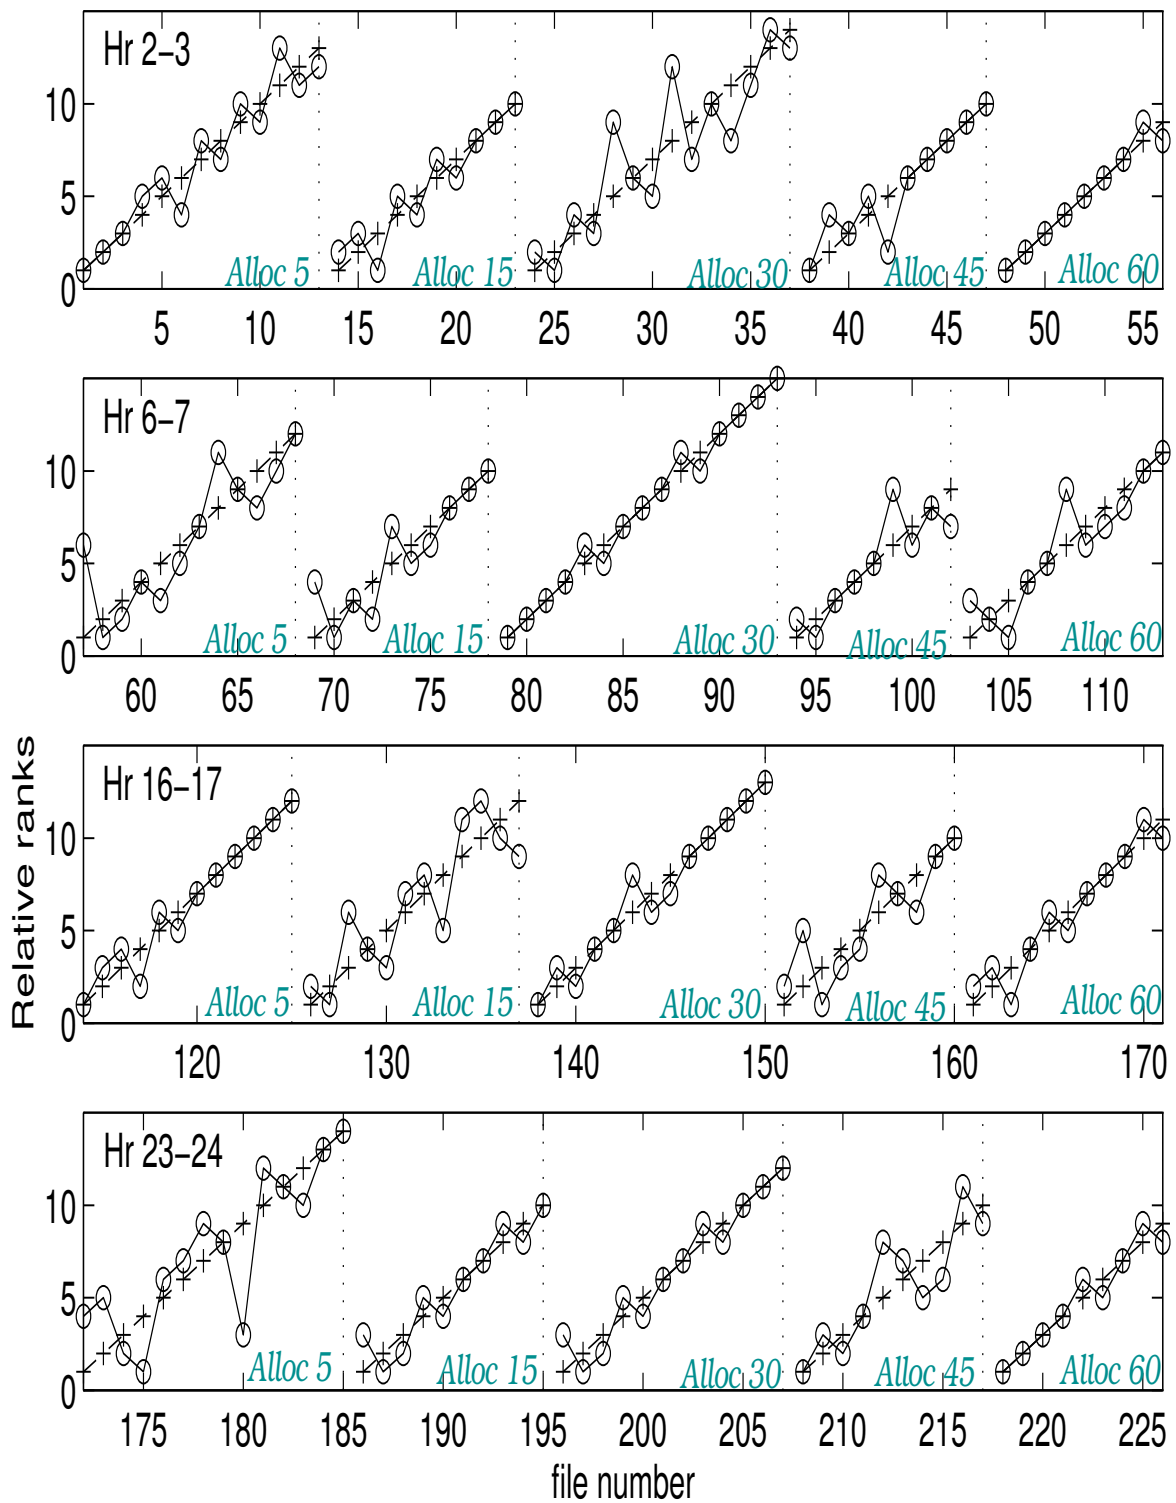 Hr 2–3
10
5
0
Alloc 5
Alloc 15
Alloc 30
Alloc 45
Alloc 60
5 10 15 20 25 30 35 40 45 50 55
Hr 6–7
10
5
0
Alloc 5
Alloc 15
Alloc 30
Alloc 45
Alloc 60
60 65 70 75 80 85 90 95 100 105 110
Relative ranks
Hr 16–17
10
5
0
Alloc 5
Alloc 15
Alloc 30
Alloc 45
Alloc 60
120 130 140 150 160 170
Hr 23–24
10
5
0
Alloc 5
Alloc 15
Alloc 30
Alloc 45
Alloc 60
175 180 185 190 195 200 205 210 215 220 225
file number